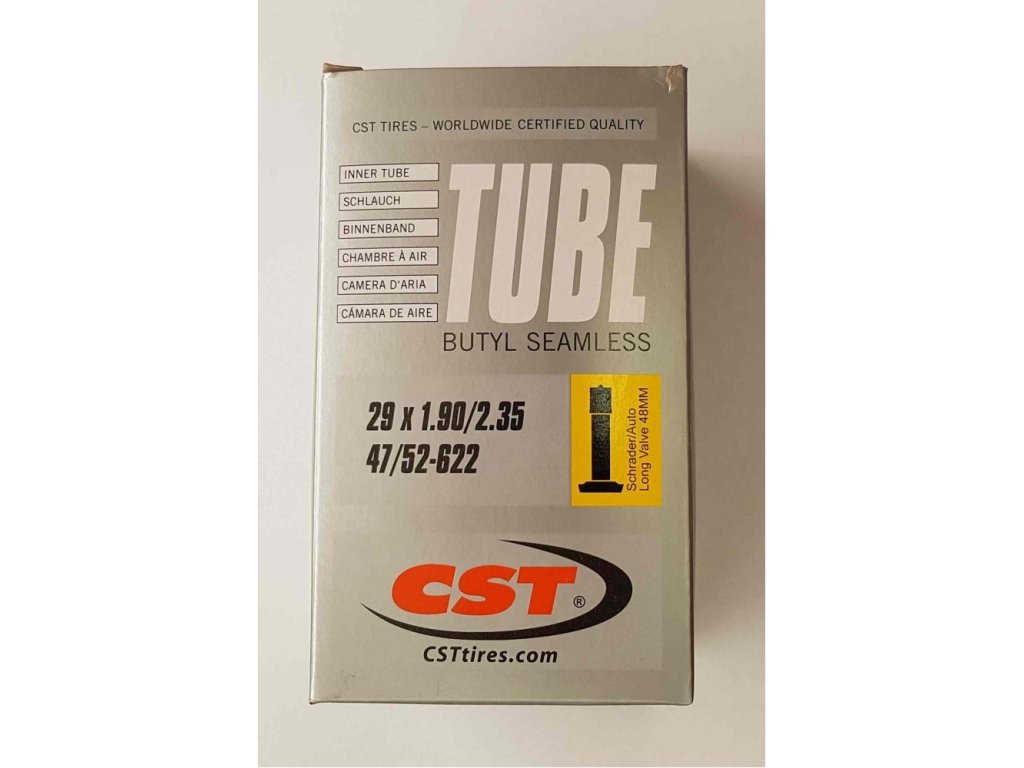 CST TIRES – WORLDWIDE CERTIFIED QUALITY
INNER TUBE
SCHLAUCH
BINNENBAND
CHAMBRE À AIR
CAMERA D'ARIA
CÁMARA DE AIRE
TUBE
BUTYL SEAMLESS
29 x 1.90/2.35
47/52-622
Schrader/Auto
Long Valve 48MM
CST ®
CSTtires.com